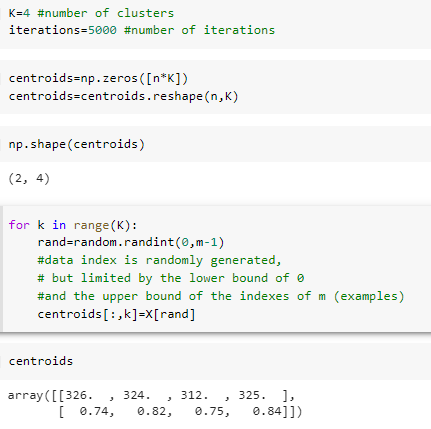 K=4 #number of clusters
iterations=5000 #number of iterations
centroids=np.zeros([n*K])
centroids=centroids.reshape(n,K)
np.shape(centroids)
(2, 4)
for k in range(K):
    rand=random.randint(0,m-1)
    #data index is randomly generated,
    # but limited by the lower bound of 0
    #and the upper bound of the indexes of m (examples)
    centroids[:,k]=X[rand]
centroids
array([[326.  , 324.  , 312.  , 325.  ],
       [  0.74,   0.82,   0.75,   0.84]])